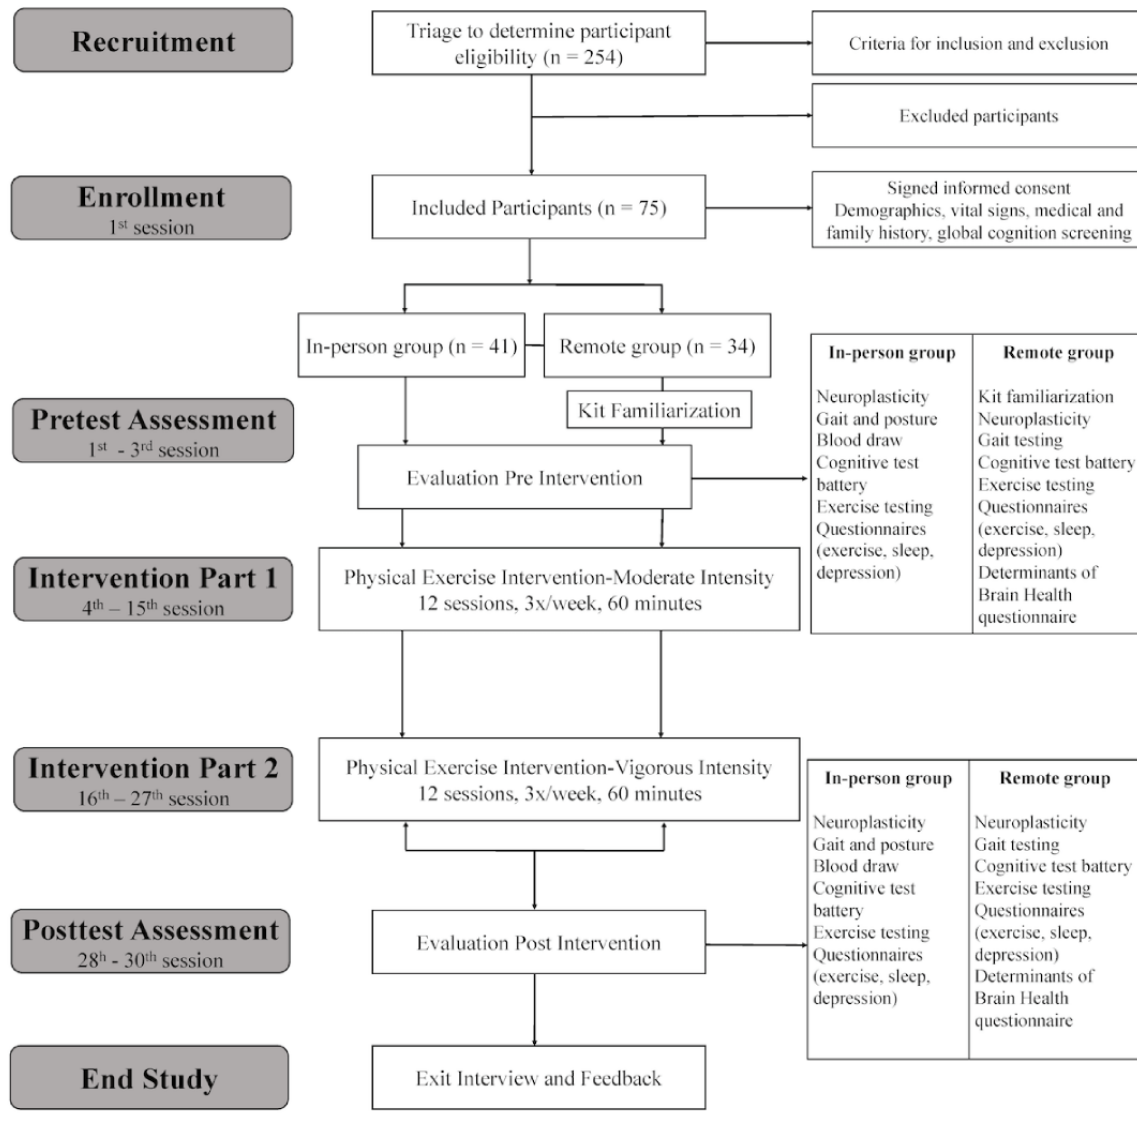 Recruitment
Triage to determine participant
eligibility (n = 254)
Criteria for inclusion and exclusion
Excluded participants
Enrollment
1st session
Included Participants (n = 75)
Signed informed consent
Demographics, vital signs, medical and
family history, global cognition screening
In-person group (n = 41)
Remote group (n = 34)
Kit Familiarization
Pretest Assessment
1st - 3rd session
Evaluation Pre Intervention
In-person group
Neuroplasticity
Gait and posture
Blood draw
Cognitive test
battery
Exercise testing
Questionnaires
(exercise, sleep,
depression)
Remote group
Kit familiarization
Neuroplasticity
Gait testing
Cognitive test battery
Exercise testing
Questionnaires
(exercise, sleep,
depression)
Determinants of
Brain Health
questionnaire
Intervention Part 1
4th – 15th session
Physical Exercise Intervention-Moderate Intensity
12 sessions, 3x/week, 60 minutes
Intervention Part 2
16th – 27th session
Physical Exercise Intervention-Vigorous Intensity
12 sessions, 3x/week, 60 minutes
Posttest Assessment
28h - 30th session
Evaluation Post Intervention
In-person group
Neuroplasticity
Gait and posture
Blood draw
Cognitive test
battery
Exercise testing
Questionnaires
(exercise, sleep,
depression)
Remote group
Neuroplasticity
Gait testing
Cognitive test battery
Exercise testing
Questionnaires
(exercise, sleep,
depression)
Determinants of
Brain Health
questionnaire
End Study
Exit Interview and Feedback